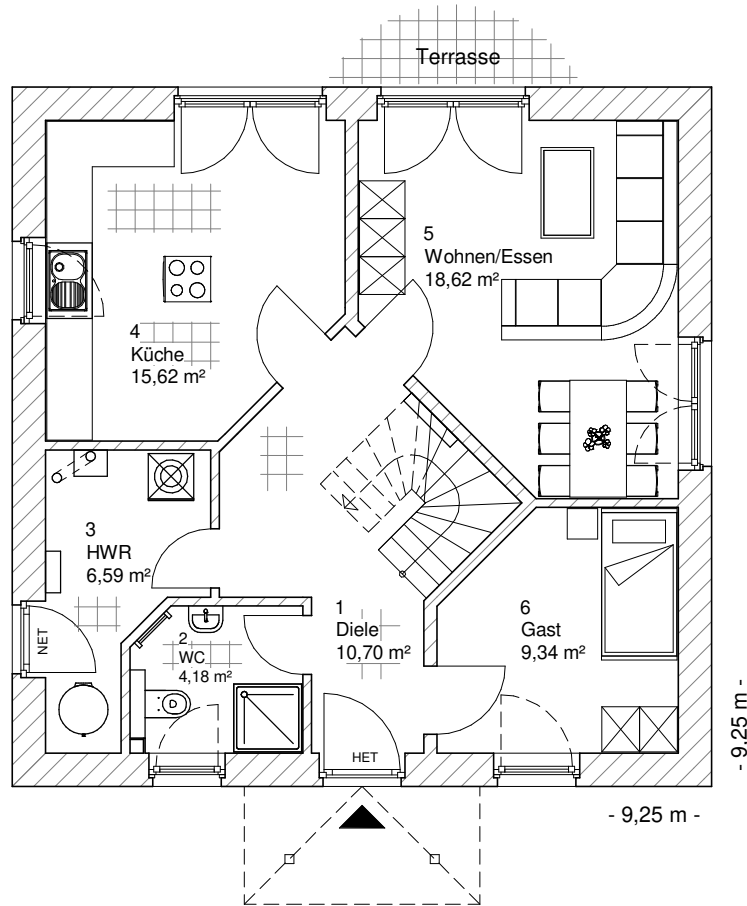 Terrasse
5
Wohnen/Essen
18,62 m²
4
Küche
15,62 m²
3
HWR
6,59 m²
1
Diele
10,70 m²
6
Gast
9,34 m²
2
WC
4,18 m²
NET
HET
- 9,25 m -
- 9,25 m -